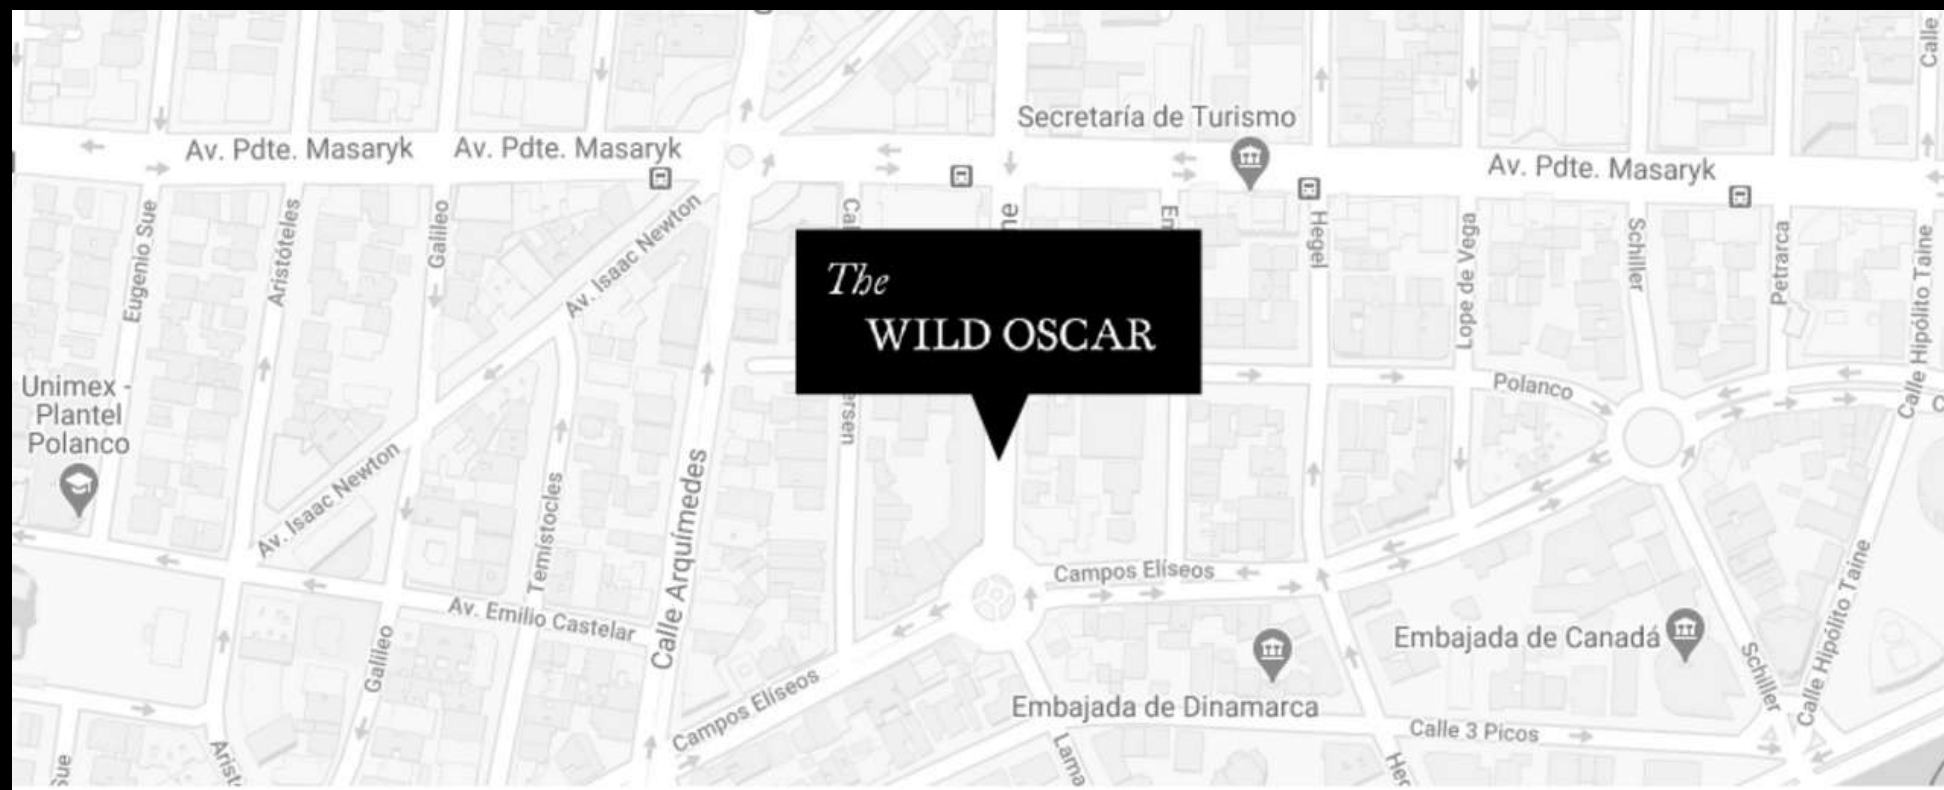 Calle
Secretaría de Turismo
Av. Pdte. Masaryk
Av. Pdte. Masaryk
Av. Pdte. Masaryk
Eugenio Sue
Aristóteles
Galileo
Av. Isaac Newton
Hegel
Lope de Vega
Schiller
Petrarca
Calle Hipólito Taine
The
WILD OSCAR
Polanco
Unimex -
Plantel
Polanco
ersen
Av. Isaac Newton
Temístocles
Calle Arquímedes
Campos Elíseos
Av. Emilio Castelar
Galileo
Embajada de Canadá
Schiller
Calle Hipólito Taine
Campos Elíseos
Embajada de Dinamarca
Calle 3 Picos
Lama